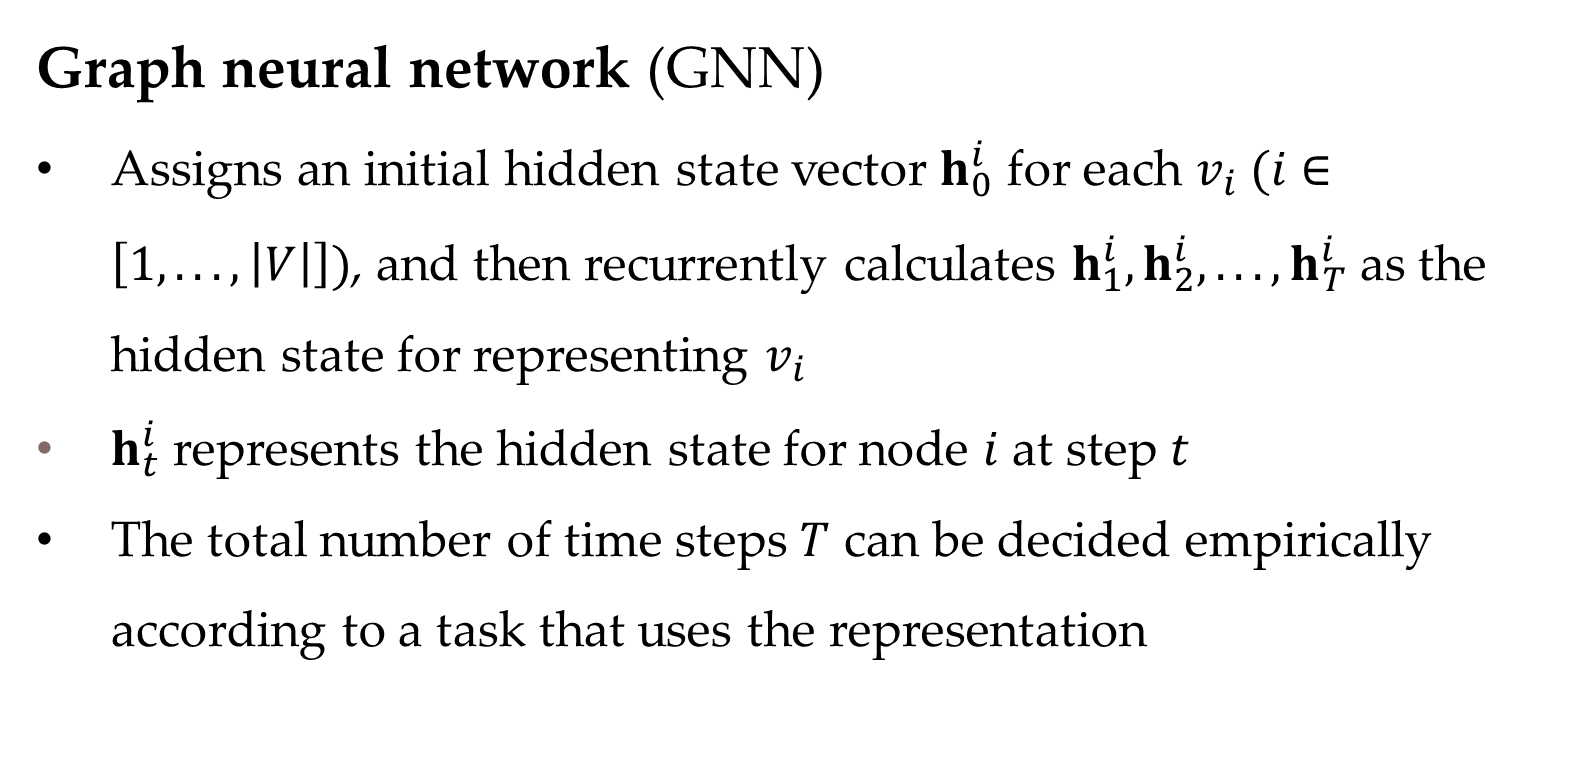 Graph neural network (GNN)
• Assigns an initial hidden state vector 𝐡₀ⁱ for each 𝑣ᵢ (𝑖 ∈
[1, . . . , |𝑉|]), and then recurrently calculates 𝐡₁ⁱ, 𝐡₂ⁱ, . . . , 𝐡_𝑇ⁱ as the
hidden state for representing 𝑣ᵢ
• 𝐡ₜⁱ represents the hidden state for node 𝑖 at step 𝑡
• The total number of time steps 𝑇 can be decided empirically
according to a task that uses the representation